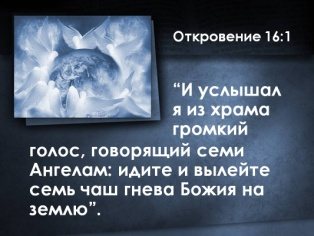 Откровение 16:1
“И услышал
я из храма
громкий
голос, говорящий семи
Ангелам: идите и вылейте
семь чаш гнева Божия на
землю”.